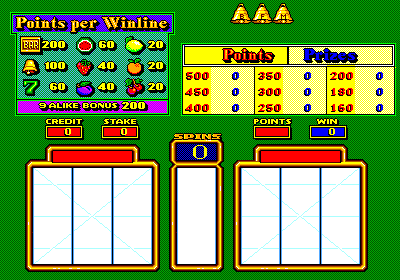 Points per Winline
BAR 200 60 20
100 40 20
7 60 40 20
9 ALIKE BONUS 200
Points Prizes
500 0 350 0 200 0
450 0 300 0 180 0
400 0 250 0 160 0
CREDIT STAKE
0 0
SPINS
0
POINTS WIN
0 0